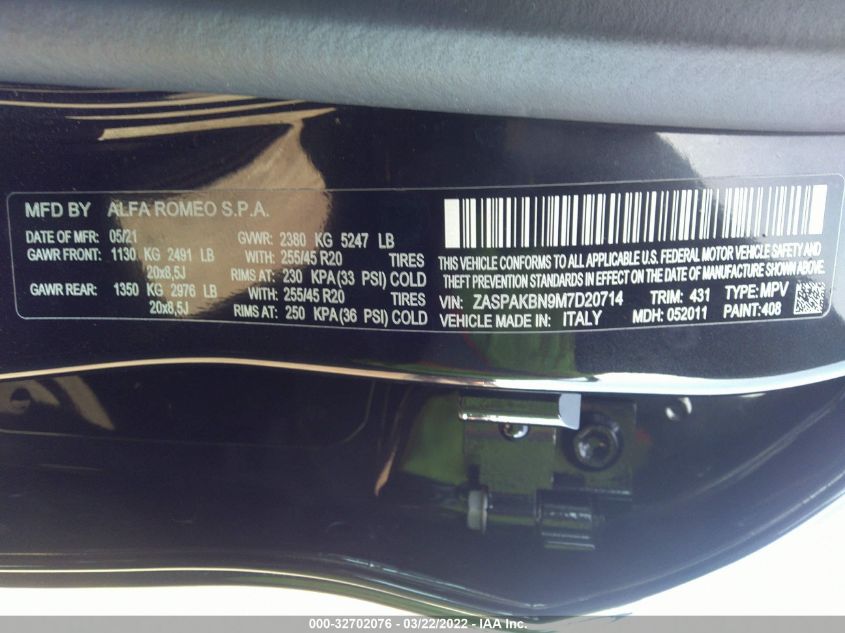 MFD BY ALFA ROMEO S.P.A.
DATE OF MFR: 05/21 GVWR: 2380 KG 5247 LB
GAWR FRONT: 1130 KG 2491 LB WITH: 255/45 R20 TIRES
20x8,5J RIMS AT: 230 KPA(33 PSI) COLD
GAWR REAR: 1350 KG 2976 LB WITH: 255/45 R20 TIRES
20x8,5J RIMS AT: 250 KPA(36 PSI) COLD
THIS VEHICLE CONFORMS TO ALL APPLICABLE U.S. FEDERAL MOTOR VEHICLE SAFETY AND
THEFT PREVENTION STANDARDS IN EFFECT ON THE DATE OF MANUFACTURE SHOWN ABOVE.
VIN: ZASPAKBN9M7D20714 TRIM: 431 TYPE: MPV
VEHICLE MADE IN: ITALY MDH: 052011 PAINT: 408
000-32702076 - 03/22/2022 - IAA Inc.